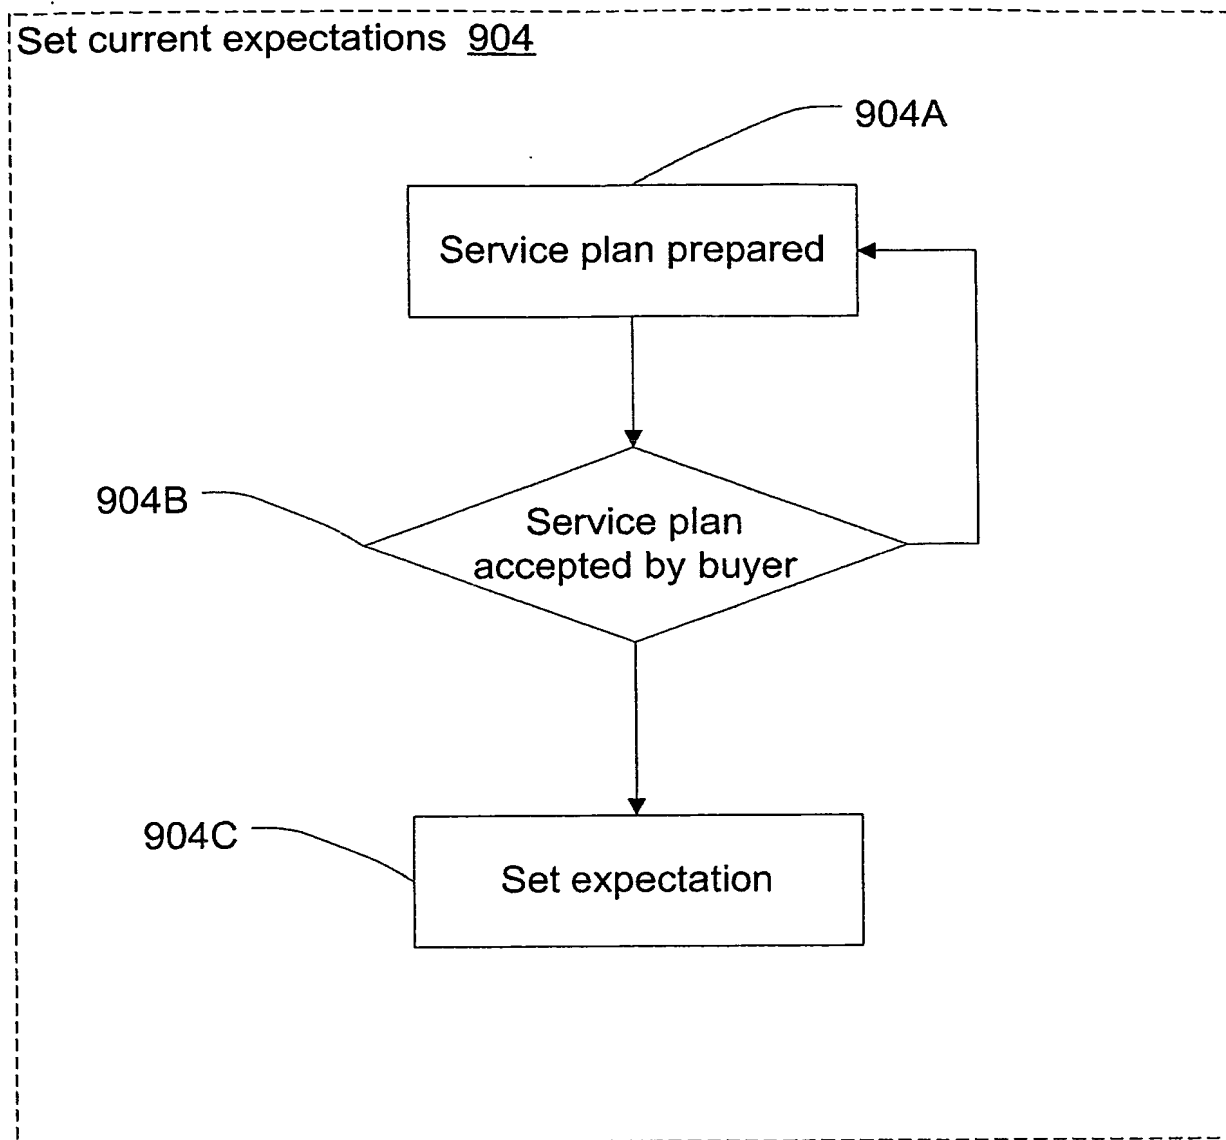 Set current expectations 904
904A
Service plan prepared
904B
Service plan
accepted by buyer
904C
Set expectation